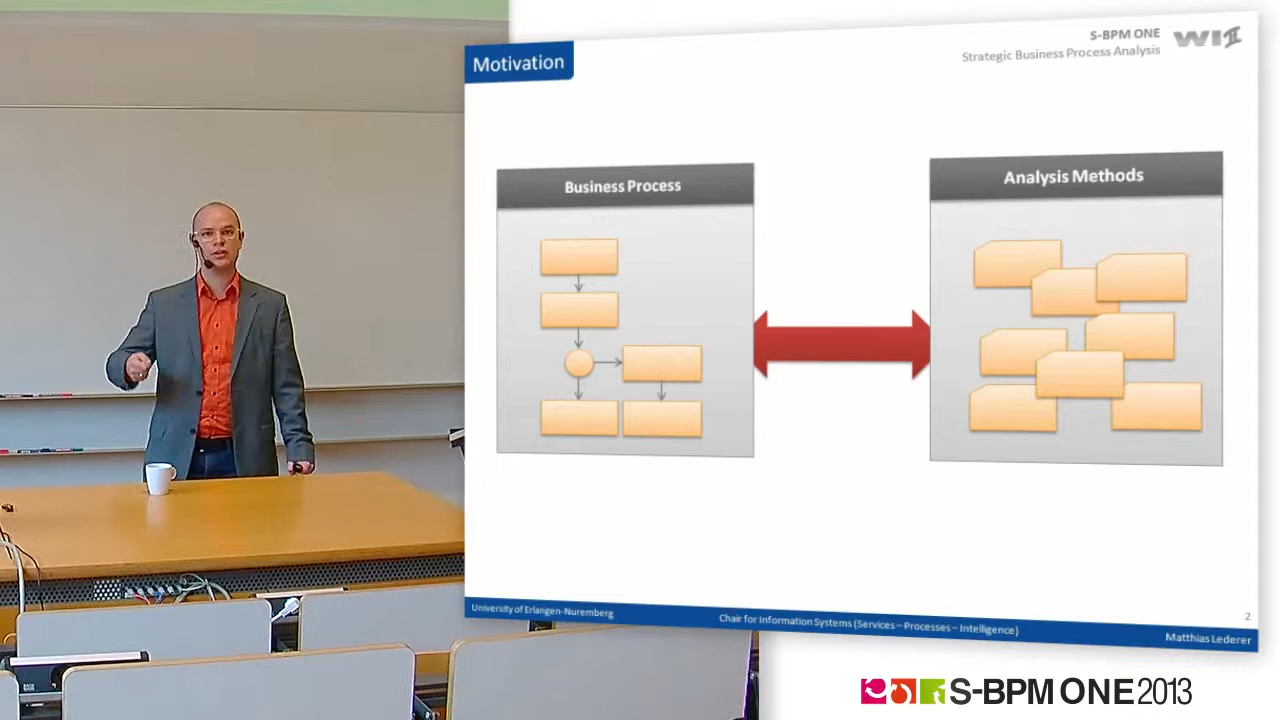 Motivation
S-BPM ONE
Strategic Business Process Analysis
WI
Business Process
Analysis Methods
University of Erlangen-Nuremberg
Chair for Information Systems (Services – Processes – Intelligence)
2
Matthias Lederer
S-BPM ONE 2013